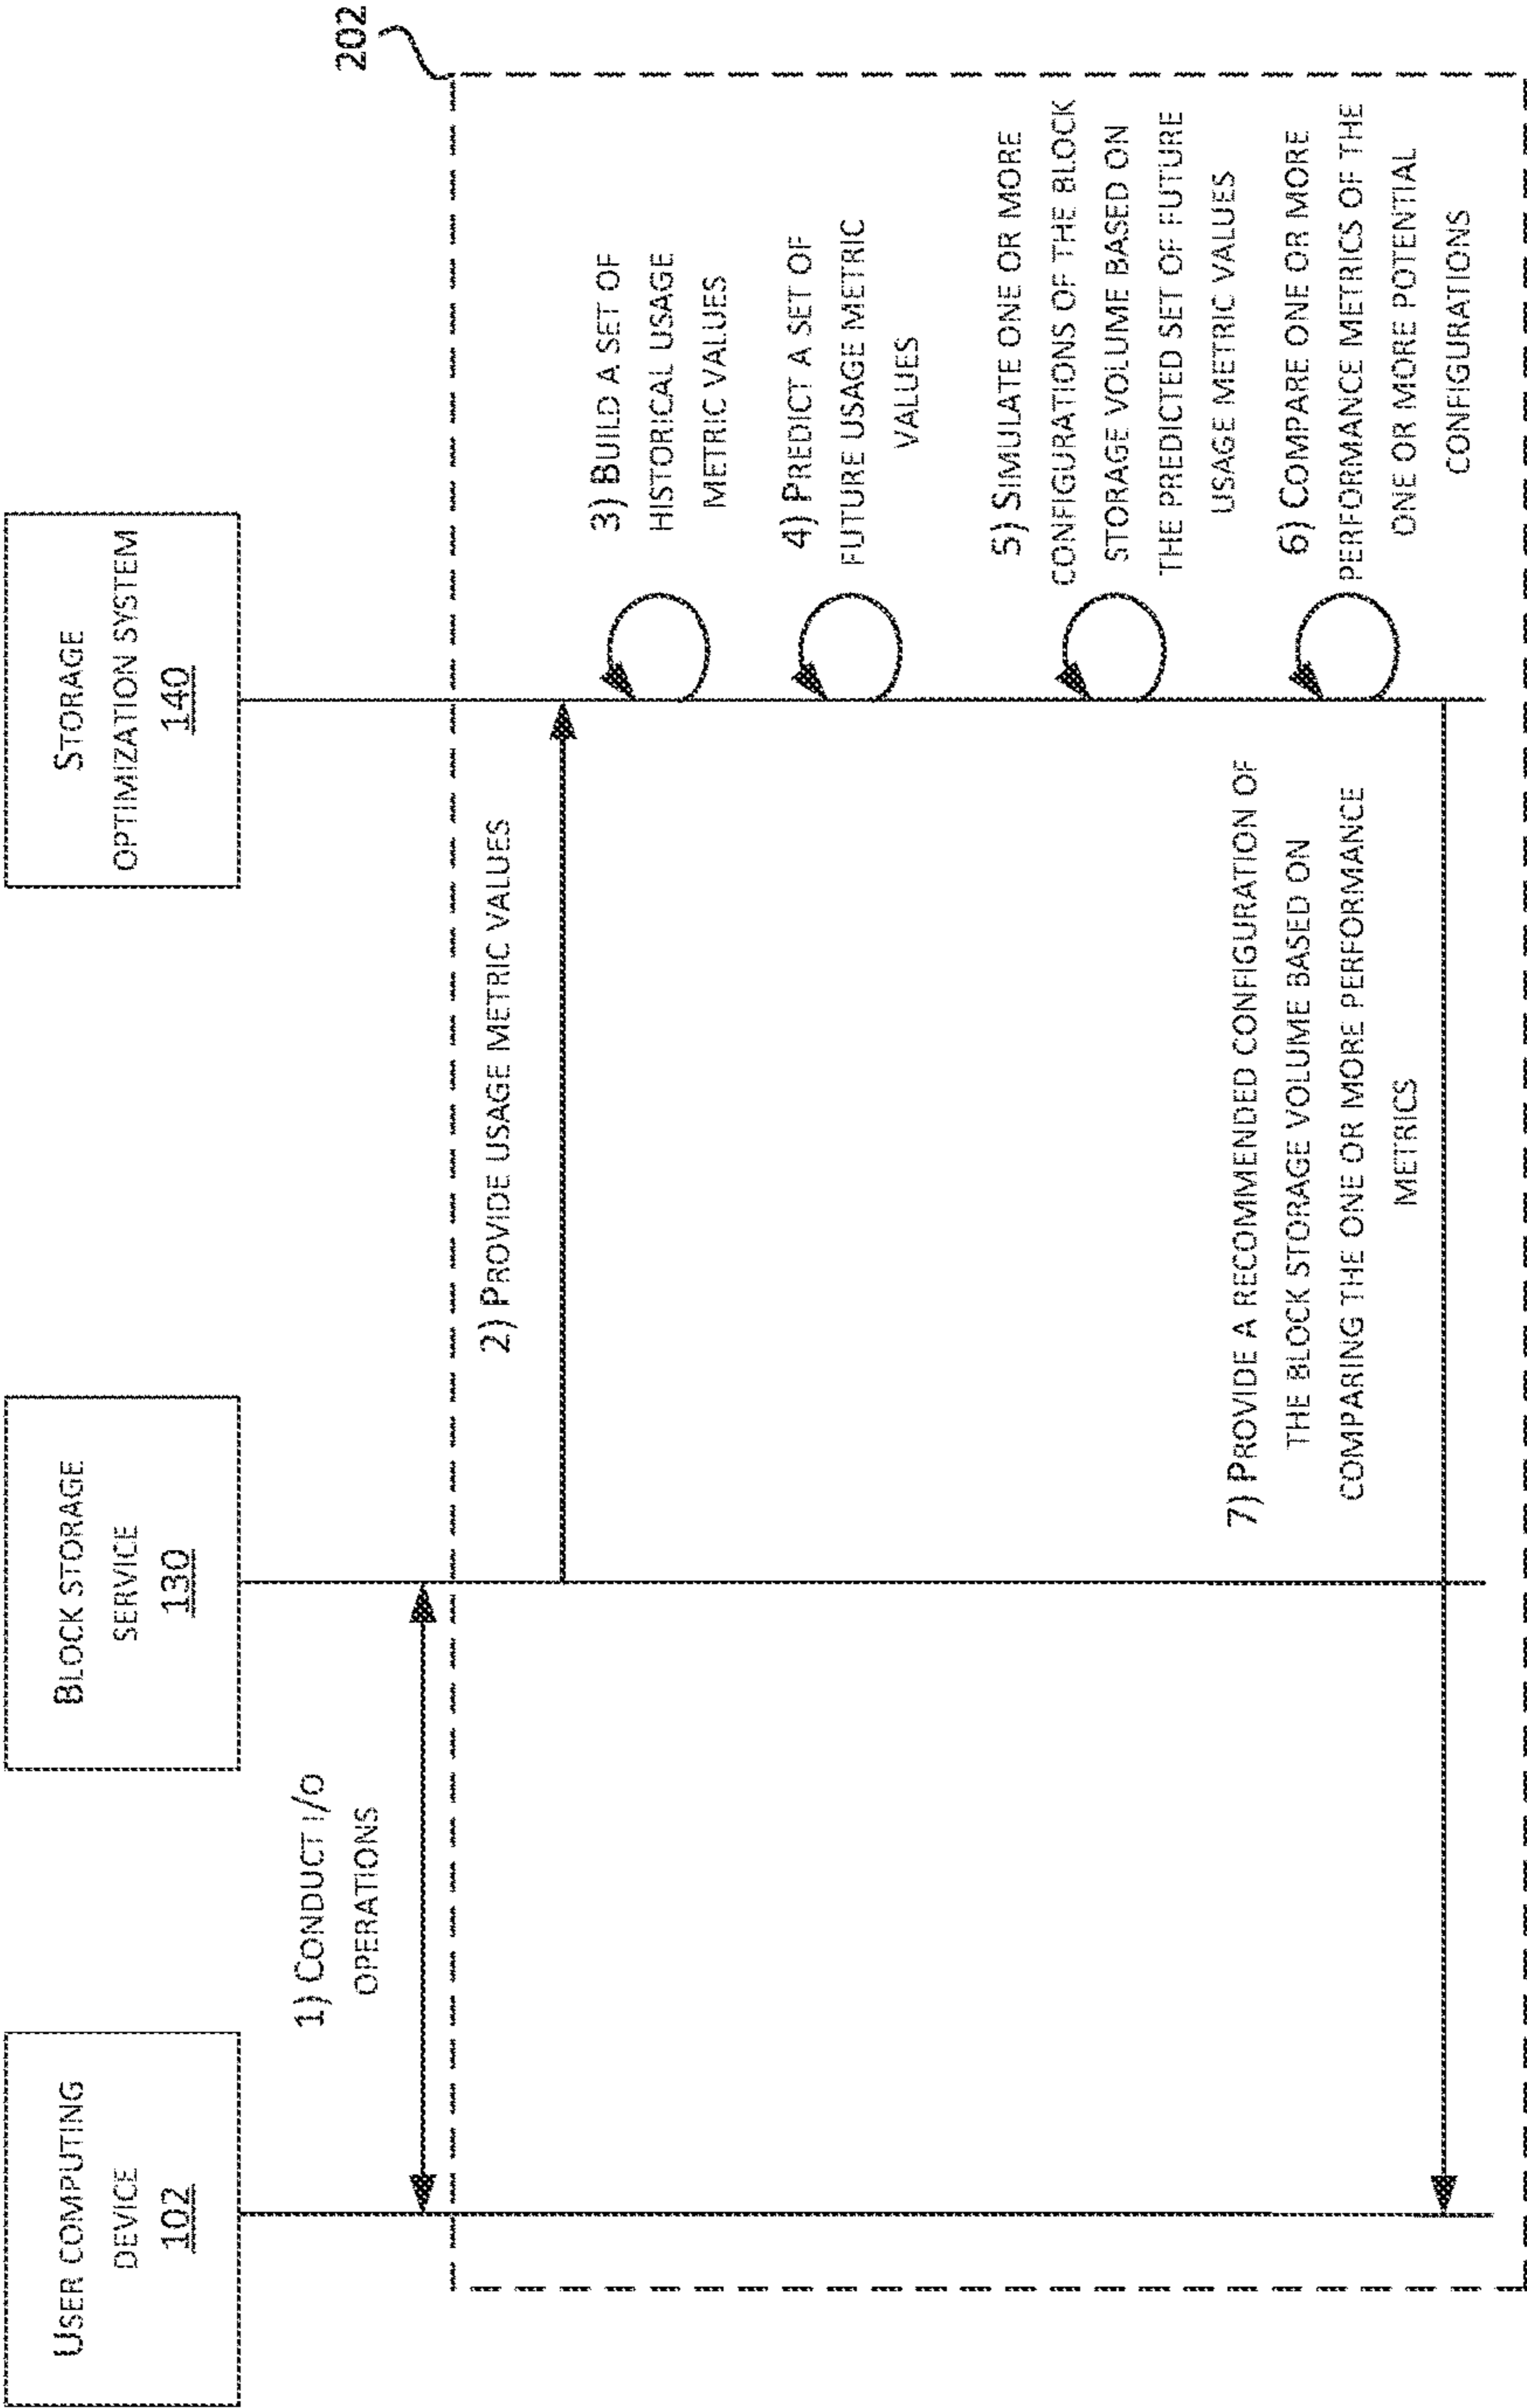 USER COMPUTING
DEVICE
102
BLOCK STORAGE
SERVICE
130
STORAGE
OPTIMIZATION SYSTEM
140
202
1) CONDUCT I/O
OPERATIONS
2) PROVIDE USAGE METRIC VALUES
3) BUILD A SET OF
HISTORICAL USAGE
METRIC VALUES
4) PREDICT A SET OF
FUTURE USAGE METRIC
VALUES
5) SIMULATE ONE OR MORE
CONFIGURATIONS OF THE BLOCK
STORAGE VOLUME BASED ON
THE PREDICTED SET OF FUTURE
USAGE METRIC VALUES
6) COMPARE ONE OR MORE
PERFORMANCE METRICS OF THE
ONE OR MORE POTENTIAL
CONFIGURATIONS
7) PROVIDE A RECOMMENDED CONFIGURATION OF
THE BLOCK STORAGE VOLUME BASED ON
COMPARING THE ONE OR MORE PERFORMANCE
METRICS